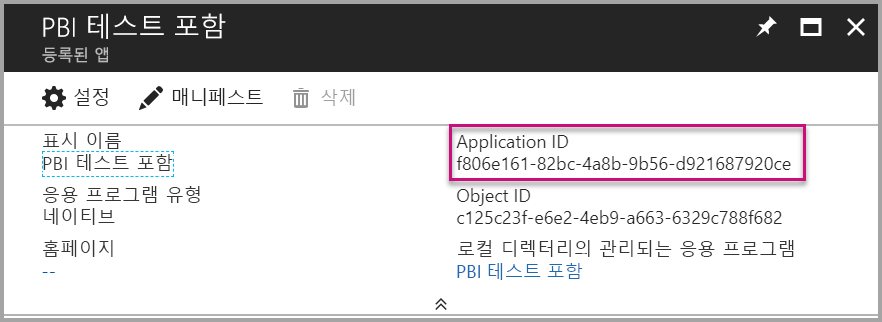 PBI 테스트 포함
등록된 앱
설정 매니페스트 삭제
표시 이름
PBI 테스트 포함
응용 프로그램 유형
네이티브
홈페이지
--
Application ID
f806e161-82bc-4a8b-9b56-d921687920ce
Object ID
c125c23f-e6e2-4eb9-a663-6329c788f682
로컬 디렉터리의 관리되는 응용 프로그램
PBI 테스트 포함